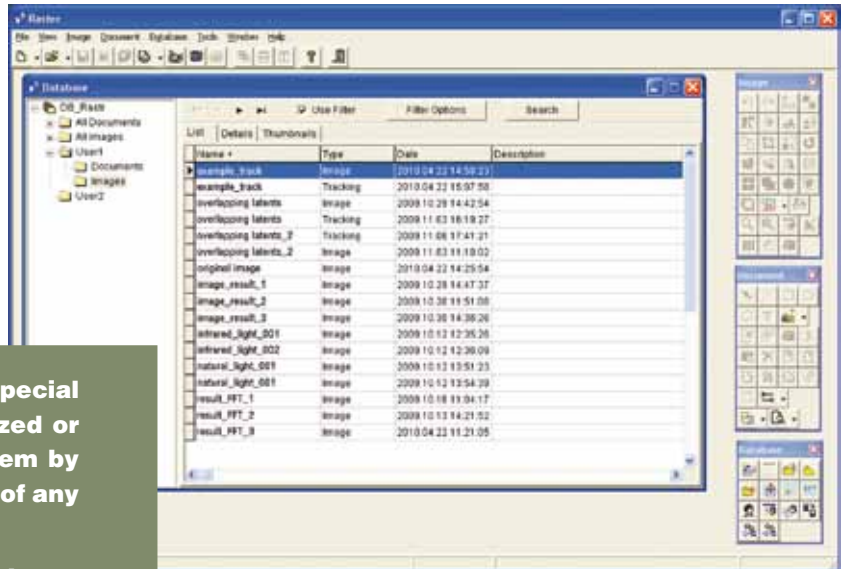 Raster
File View Image Document Database Tools Window Help
Database
DB_Rastr
All Documents
All Images
User1
Documents
Images
User2
Use Filter Filter Options Search
List Details Thumbnails
Name Type Date Description
example_track Image 2010.04.22 14:58:23
example_track Tracking 2010.04.22 15:07:58
overlapping latents Image 2009.10.29 14:42:54
overlapping latents Tracking 2009.11.03 16:19:27
overlapping latents_2 Tracking 2009.11.06 17:41:21
overlapping latents_2 Image 2009.11.03 11:18:02
original image Image 2010.04.22 14:25:54
image_result_1 Image 2009.10.28 14:47:37
image_result_2 Image 2009.10.30 11:51:08
image_result_3 Image 2009.10.30 14:38:26
infrared_light_001 Image 2009.10.12 12:35:26
infrared_light_002 Image 2009.10.12 12:36:09
natural_light_001 Image 2009.10.12 13:51:23
natural_light_001 Image 2009.10.12 13:54:39
result_FFT_1 Image 2009.10.16 11:04:17
result_FFT_2 Image 2009.10.13 14:21:52
result_FFT_3 Image 2010.04.22 11:21:05
Image
Document
Database
pecial
zed or
em by
of any